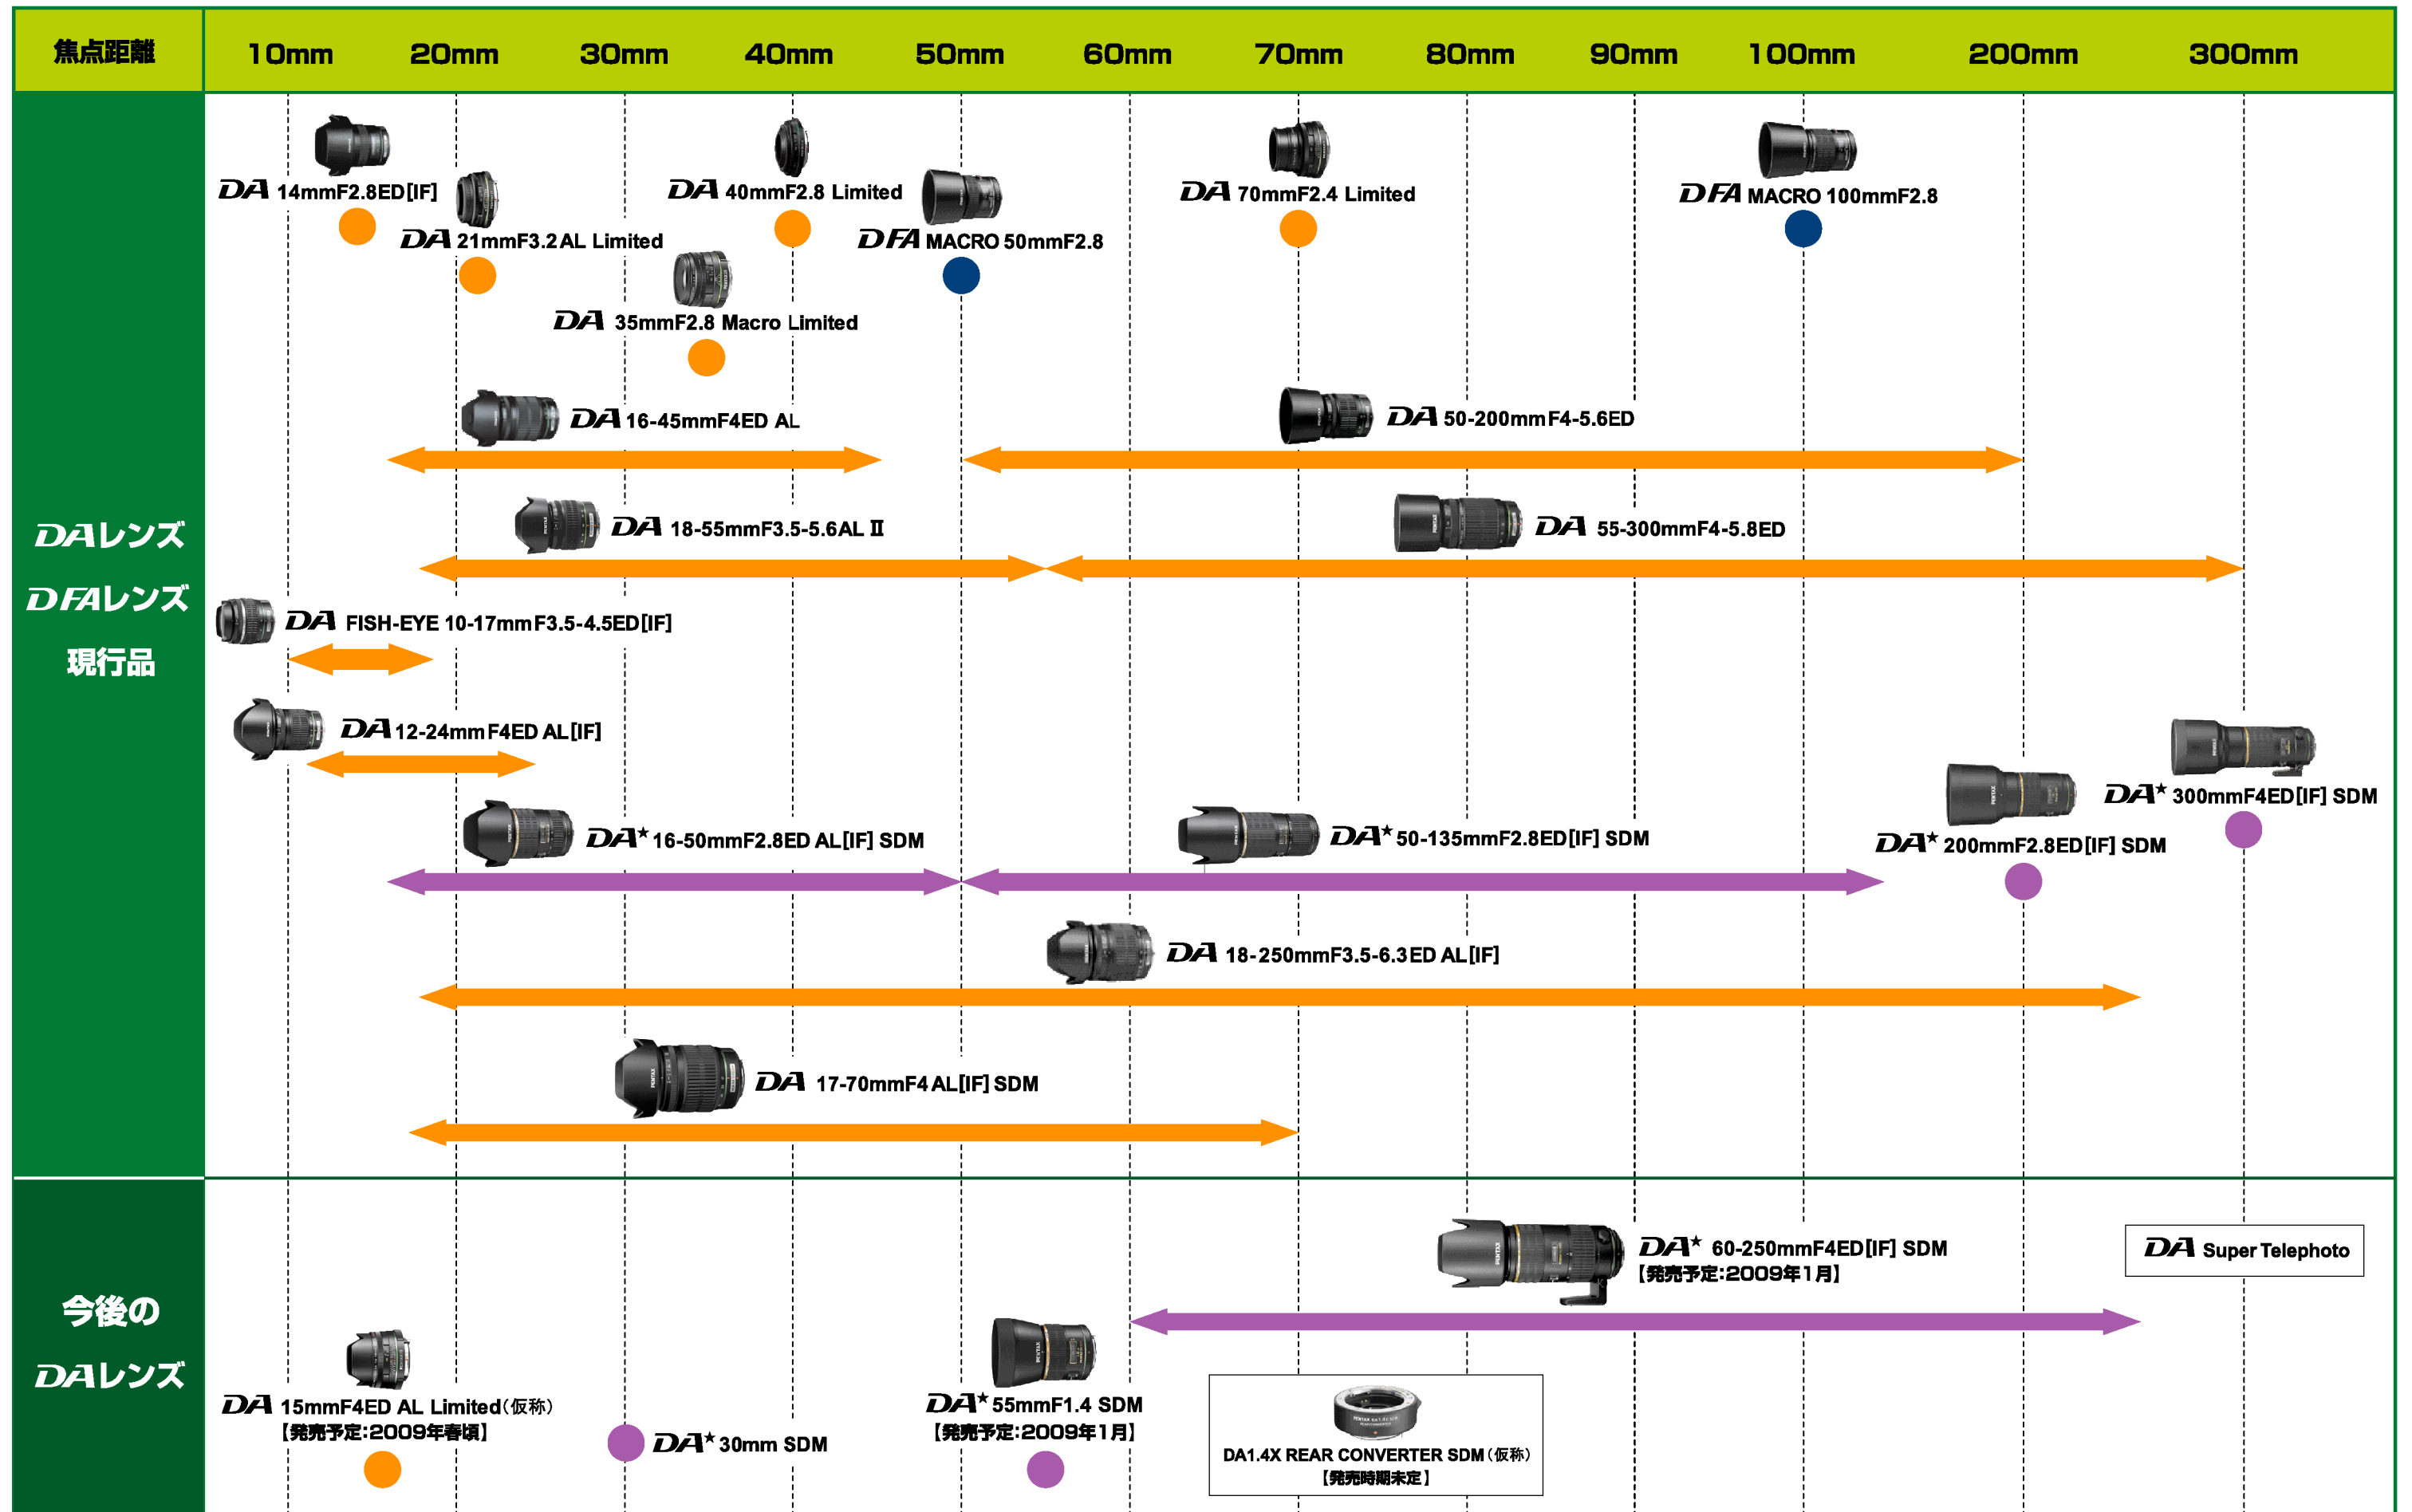 焦点距離 10mm 20mm 30mm 40mm 50mm 60mm 70mm 80mm 90mm 100mm 200mm 300mm
DA 14mmF2.8ED[IF]
DA 40mmF2.8 Limited
DA 70mmF2.4 Limited
DFA MACRO 100mmF2.8
DA 21mmF3.2 AL Limited
DFA MACRO 50mmF2.8
DA 35mmF2.8 Macro Limited
DA 16-45mmF4ED AL
DA 50-200mmF4-5.6ED
DAレンズ
DFAレンズ
現行品
DA 18-55mmF3.5-5.6AL Ⅱ
DA 55-300mmF4-5.8ED
DA FISH-EYE 10-17mmF3.5-4.5ED[IF]
DA 12-24mmF4ED AL[IF]
DA★ 300mmF4ED[IF] SDM
DA★ 16-50mmF2.8ED AL[IF] SDM
DA★ 50-135mmF2.8ED[IF] SDM
DA★ 200mmF2.8ED[IF] SDM
DA 18-250mmF3.5-6.3ED AL[IF]
DA 17-70mmF4 AL[IF] SDM
今後の
DAレンズ
DA★ 60-250mmF4ED[IF] SDM
【発売予定:2009年1月】
DA Super Telephoto
DA 15mmF4ED AL Limited(仮称)
【発売予定:2009年春頃】
DA★ 30mm SDM
DA★ 55mmF1.4 SDM
【発売予定:2009年1月】
DA1.4X REAR CONVERTER SDM(仮称)
【発売時期未定】